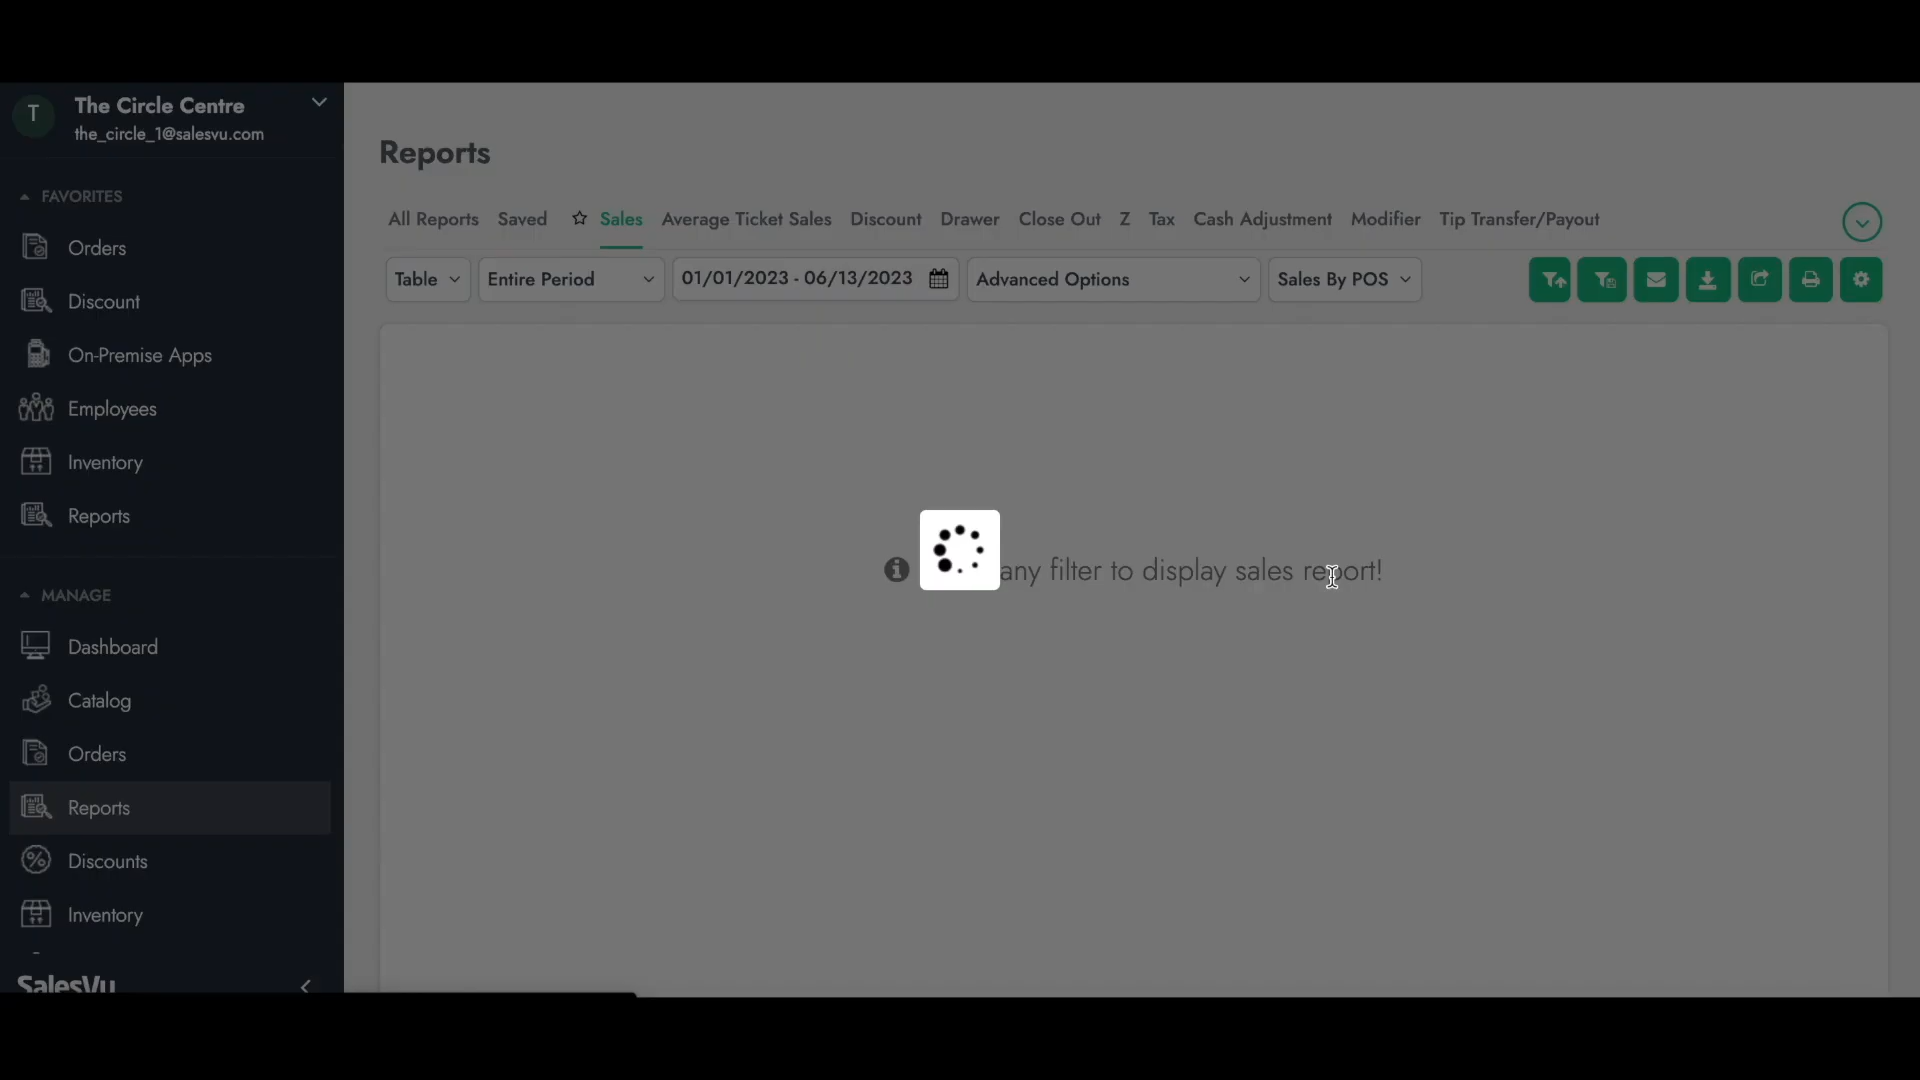 T
The Circle Centre
the_circle_1@salesvu.com
FAVORITES
Orders
Discount
On-Premise Apps
Employees
Inventory
Reports
MANAGE
Dashboard
Catalog
Orders
Reports
Discounts
Inventory
SalesVu
Reports
All Reports Saved Sales Average Ticket Sales Discount Drawer Close Out Z Tax Cash Adjustment Modifier Tip Transfer/Payout
Table Entire Period 01/01/2023 - 06/13/2023 Advanced Options Sales By POS
any filter to display sales report!